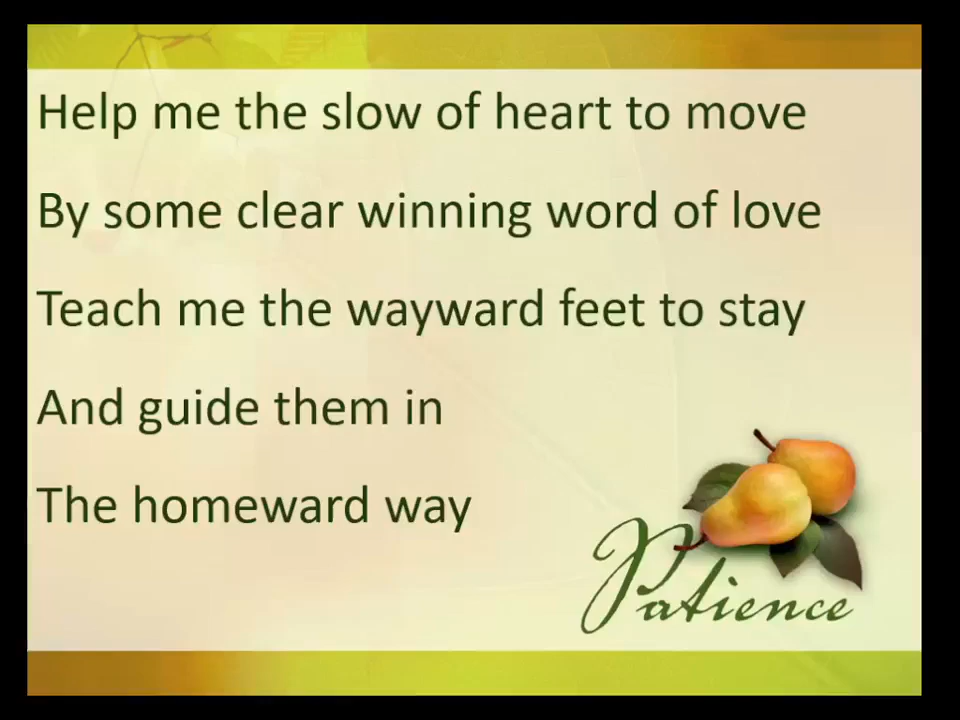 Help me the slow of heart to move
By some clear winning word of love
Teach me the wayward feet to stay
And guide them in
The homeward way
Patience